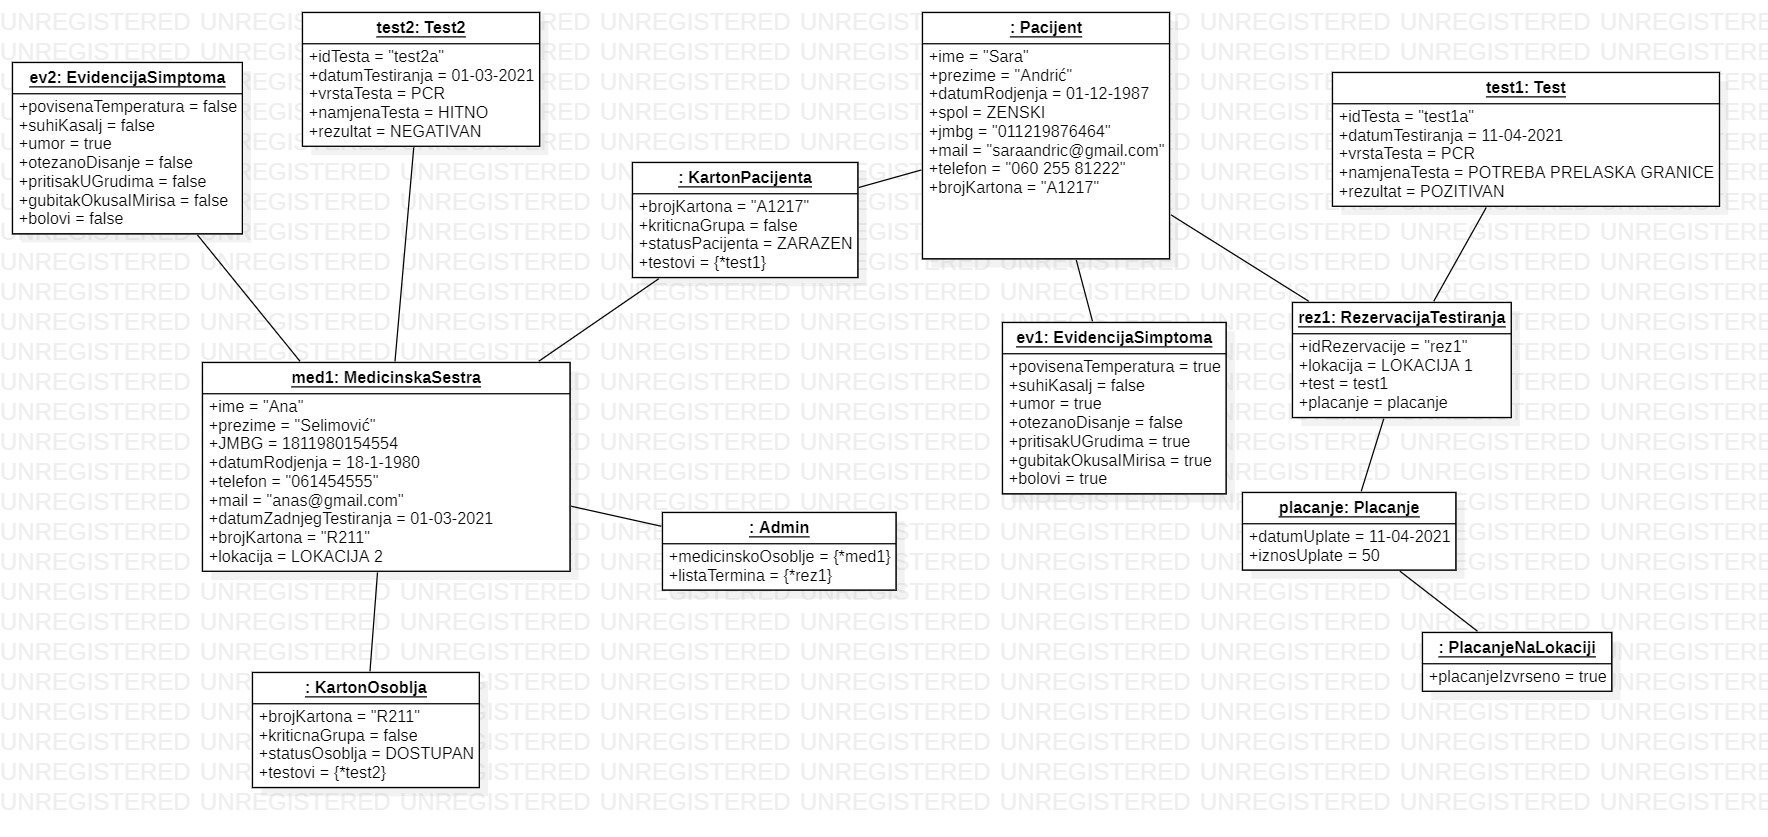 test2: Test2
+idTesta = "test2a"
+datumTestiranja = 01-03-2021
+vrstaTesta = PCR
+namjenaTesta = HITNO
+rezultat = NEGATIVAN
: Pacijent
+ime = "Sara"
+prezime = "Andrić"
+datumRodjenja = 01-12-1987
+spol = ZENSKI
+jmbg = "011219876464"
+mail = "saraandric@gmail.com"
+telefon = "060 255 81222"
+brojKartona = "A1217"
ev2: EvidencijaSimptoma
+povisenaTemperatura = false
+suhiKasalj = false
+umor = true
+otezanoDisanje = false
+pritisakUGrudima = false
+gubitakOkusaIMirisa = false
+bolovi = false
test1: Test
+idTesta = "test1a"
+datumTestiranja = 11-04-2021
+vrstaTesta = PCR
+namjenaTesta = POTREBA PRELASKA GRANICE
+rezultat = POZITIVAN
: KartonPacijenta
+brojKartona = "A1217"
+kriticnaGrupa = false
+statusPacijenta = ZARAZEN
+testovi = {*test1}
rez1: RezervacijaTestiranja
+idRezervacije = "rez1"
+lokacija = LOKACIJA 1
+test = test1
+placanje = placanje
ev1: EvidencijaSimptoma
+povisenaTemperatura = true
+suhiKasalj = false
+umor = true
+otezanoDisanje = false
+pritisakUGrudima = true
+gubitakOkusaIMirisa = true
+bolovi = true
med1: MedicinskaSestra
+ime = "Ana"
+prezime = "Selimović"
+JMBG = 1811980154554
+datumRodjenja = 18-1-1980
+telefon = "061454555"
+mail = "anas@gmail.com"
+datumZadnjegTestiranja = 01-03-2021
+brojKartona = "R211"
+lokacija = LOKACIJA 2
placanje: Placanje
+datumUplate = 11-04-2021
+iznosUplate = 50
: Admin
+medicinskoOsoblje = {*med1}
+listaTermina = {*rez1}
: PlacanjeNaLokaciji
+placanjeIzvrseno = true
: KartonOsoblja
+brojKartona = "R211"
+kriticnaGrupa = false
+statusOsoblja = DOSTUPAN
+testovi = {*test2}
UNREGISTERED